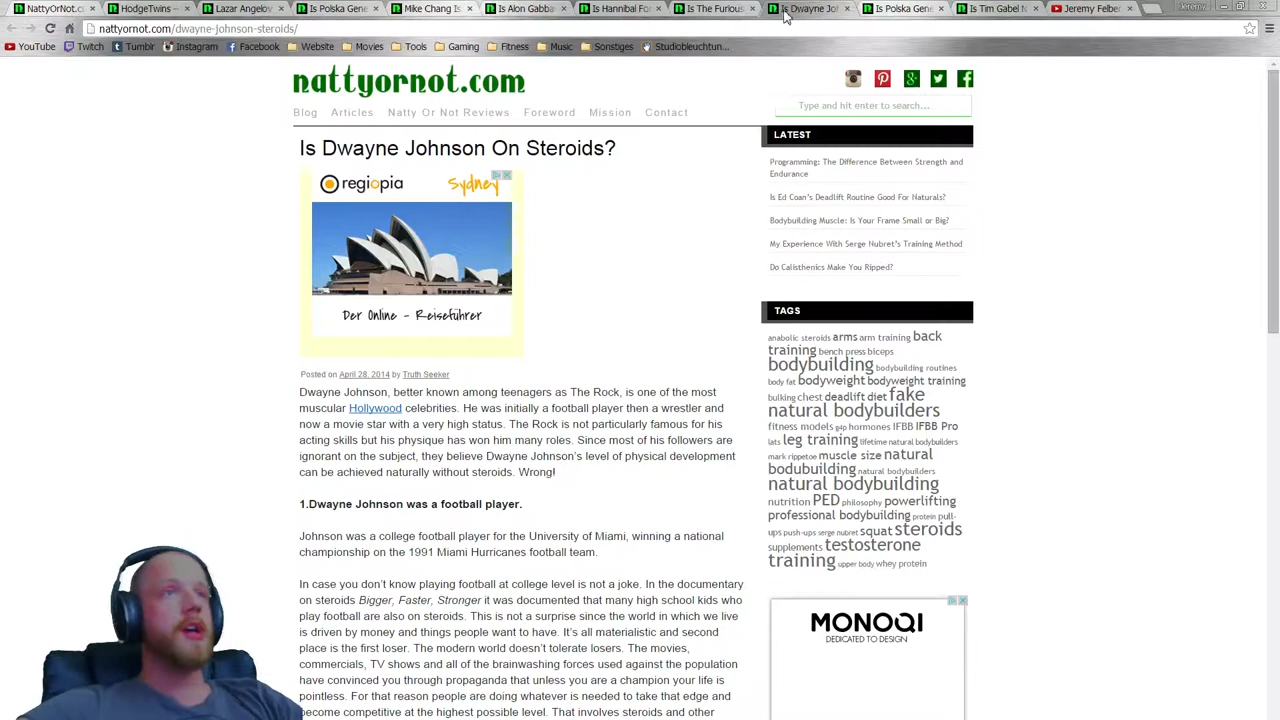 NattyOrNot.c
HodgeTwins –
Lazar Angelov
Is Polska Gene
Mike Chang Is
Is Alon Gabba
Is Hannibal For
Is The Furious
Is Dwayne Joh
Is Polska Gene
Is Tim Gabel N
Jeremy Felber
Jeremy
nattyornot.com/dwayne-johnson-steroids/
YouTube
Twitch
Tumblr
Instagram
Facebook
Website
Movies
Tools
Gaming
Fitness
Music
Sonstiges
Studiobleuchtun...
nattyornot.com
Blog
Articles
Natty Or Not Reviews
Foreword
Mission
Contact
Type and hit enter to search...
Is Dwayne Johnson On Steroids?
regiopia
Sydney
Der Online - Reiseführer
Posted on April 28, 2014 by Truth Seeker
Dwayne Johnson, better known among teenagers as The Rock, is one of the most
muscular Hollywood celebrities. He was initially a football player then a wrestler and
now a movie star with a very high status. The Rock is not particularly famous for his
acting skills but his physique has won him many roles. Since most of his followers are
ignorant on the subject, they believe Dwayne Johnson's level of physical development
can be achieved naturally without steroids. Wrong!
1.Dwayne Johnson was a football player.
Johnson was a college football player for the University of Miami, winning a national
championship on the 1991 Miami Hurricanes football team.
In case you don't know playing football at college level is not a joke. In the documentary
on steroids Bigger, Faster, Stronger it was documented that many high school kids who
play football are also on steroids. This is not a surprise since the world in which we live
is driven by money and things people want to have. It's all materialistic and second
place is the first loser. The modern world doesn't tolerate losers. The movies,
commercials, TV shows and all of the brainwashing forces used against the population
have convinced you through propaganda that unless you are a champion your life is
pointless. For that reason people are doing whatever is needed to take that edge and
become competitive at the highest possible level. That involves steroids and other
LATEST
Programming: The Difference Between Strength and
Endurance
Is Ed Coan's Deadlift Routine Good For Naturals?
Bodybuilding Muscle: Is Your Frame Small or Big?
My Experience With Serge Nubret's Training Method
Do Calisthenics Make You Ripped?
TAGS
anabolic steroids arms arm training back
training bench press biceps
bodybuilding bodybuilding routines
body fat bodyweight bodyweight training
bulking chest deadlift diet fake
natural bodybuilders
fitness models g4p hormones IFBB IFBB Pro
lats leg training lifetime natural bodybuilders
mark rippetoe muscle size natural
bodubuilding natural bodybuilders
natural bodybuilding
nutrition PED philosophy powerlifting
professional bodybuilding protein pull-
ups push-ups serge nubret squat steroids
supplements testosterone
training upper body whey protein
MONOQI
DEDICATED TO DESIGN